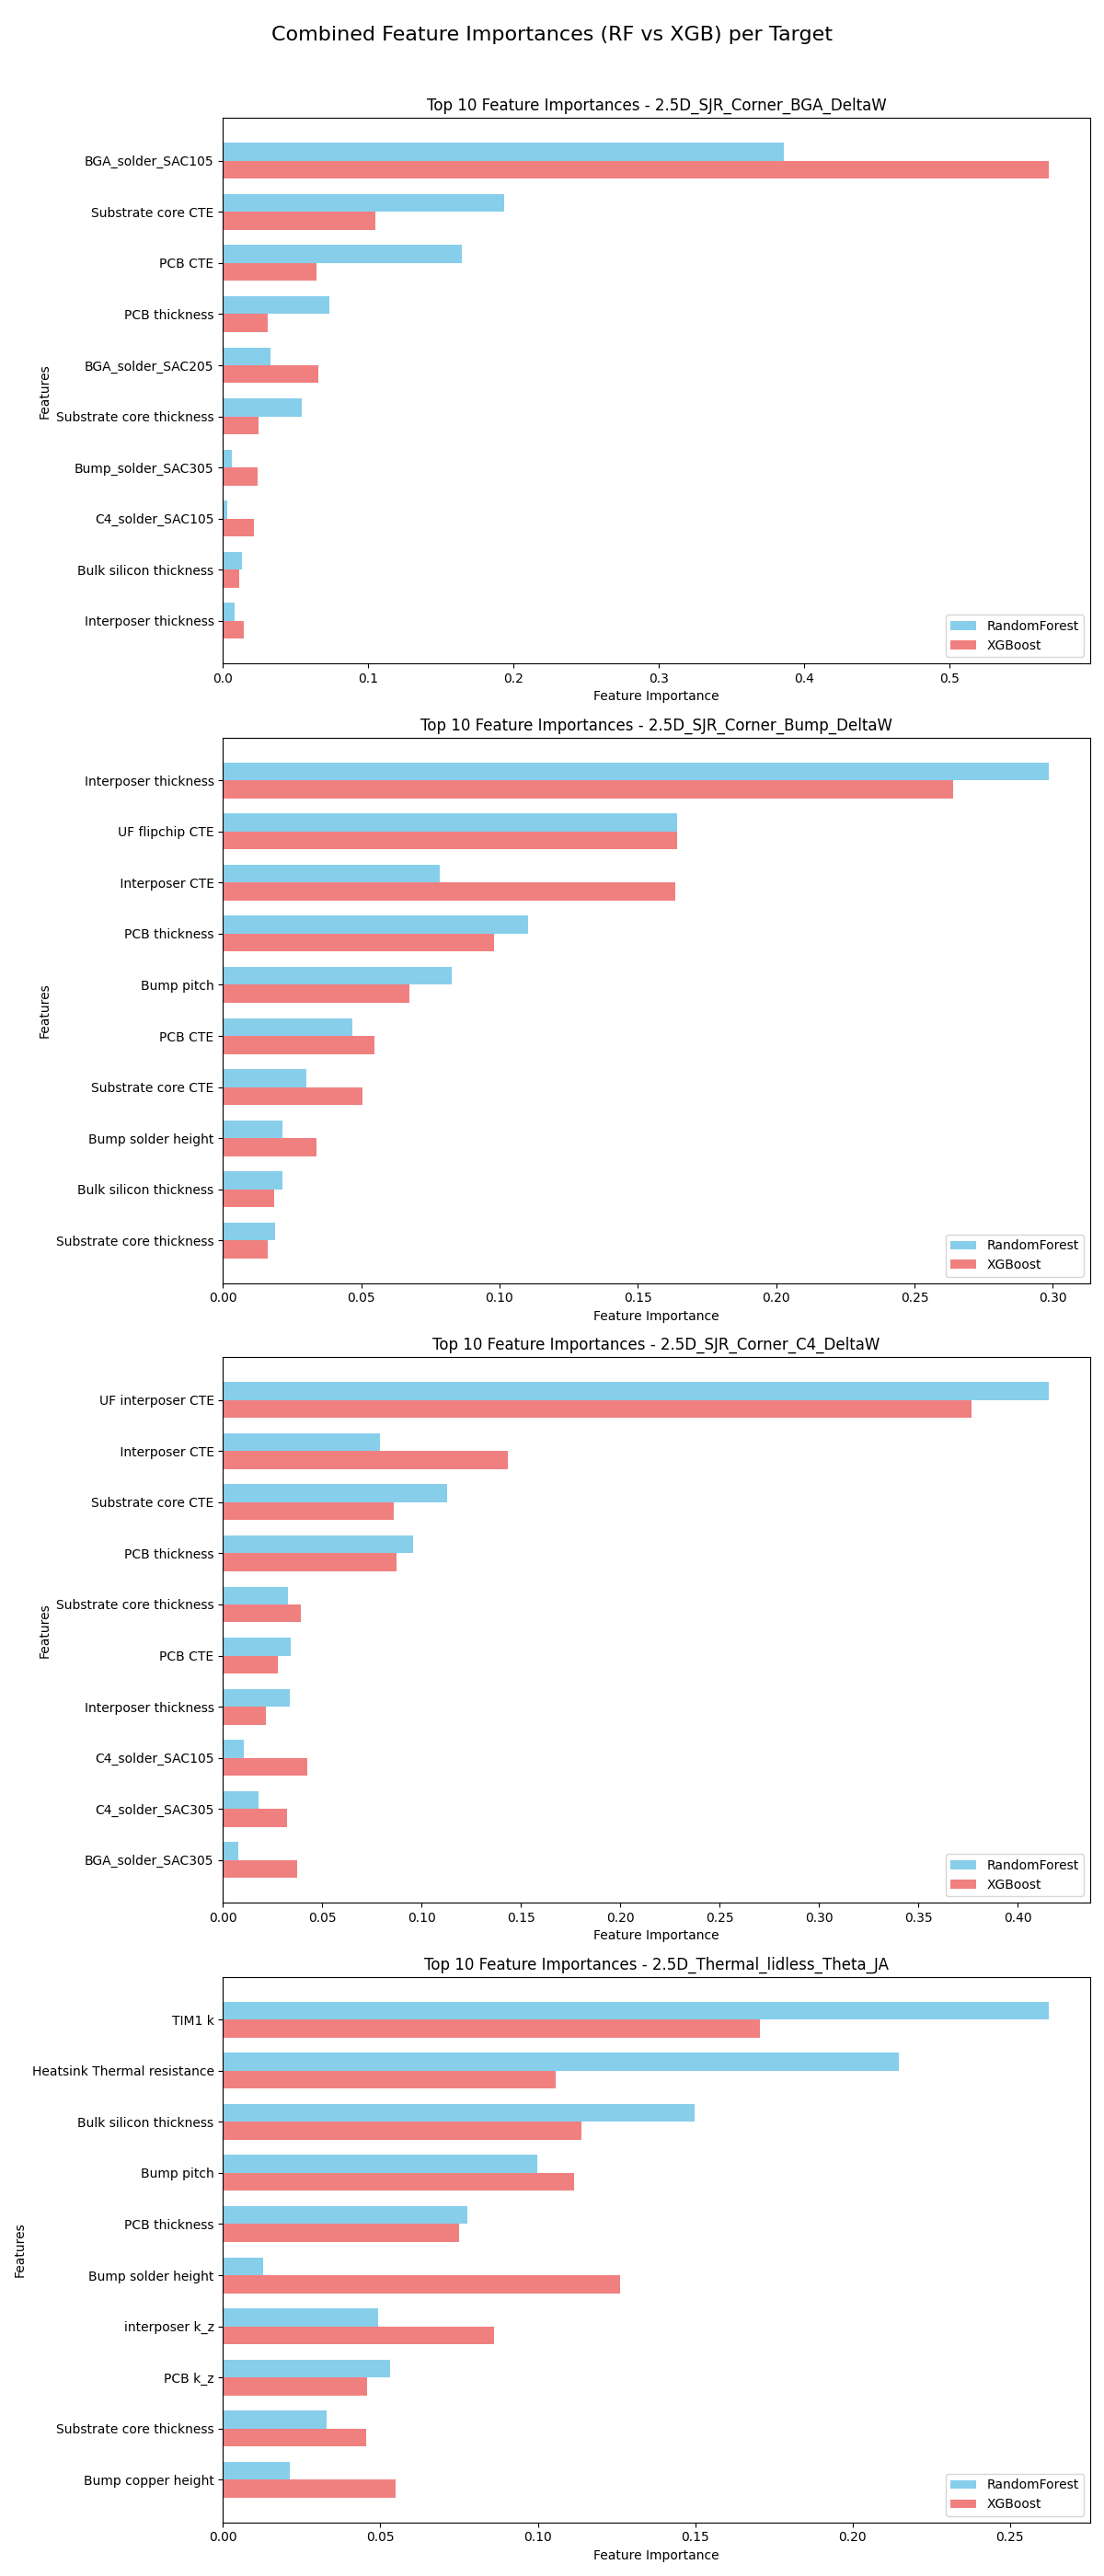 Combined Feature Importances (RF vs XGB) per Target
Top 10 Feature Importances - 2.5D_SJR_Corner_BGA_DeltaW
Features
BGA_solder_SAC105
Substrate core CTE
PCB CTE
PCB thickness
BGA_solder_SAC205
Substrate core thickness
Bump_solder_SAC305
C4_solder_SAC105
Bulk silicon thickness
Interposer thickness
RandomForest
XGBoost
0.0 0.1 0.2 0.3 0.4 0.5
Feature Importance
Top 10 Feature Importances - 2.5D_SJR_Corner_Bump_DeltaW
Features
Interposer thickness
UF flipchip CTE
Interposer CTE
PCB thickness
Bump pitch
PCB CTE
Substrate core CTE
Bump solder height
Bulk silicon thickness
Substrate core thickness
RandomForest
XGBoost
0.00 0.05 0.10 0.15 0.20 0.25 0.30
Feature Importance
Top 10 Feature Importances - 2.5D_SJR_Corner_C4_DeltaW
Features
UF interposer CTE
Interposer CTE
Substrate core CTE
PCB thickness
Substrate core thickness
PCB CTE
Interposer thickness
C4_solder_SAC105
C4_solder_SAC305
BGA_solder_SAC305
RandomForest
XGBoost
0.00 0.05 0.10 0.15 0.20 0.25 0.30 0.35 0.40
Feature Importance
Top 10 Feature Importances - 2.5D_Thermal_lidless_Theta_JA
Features
TIM1 k
Heatsink Thermal resistance
Bulk silicon thickness
Bump pitch
PCB thickness
Bump solder height
interposer k_z
PCB k_z
Substrate core thickness
Bump copper height
RandomForest
XGBoost
0.00 0.05 0.10 0.15 0.20 0.25
Feature Importance